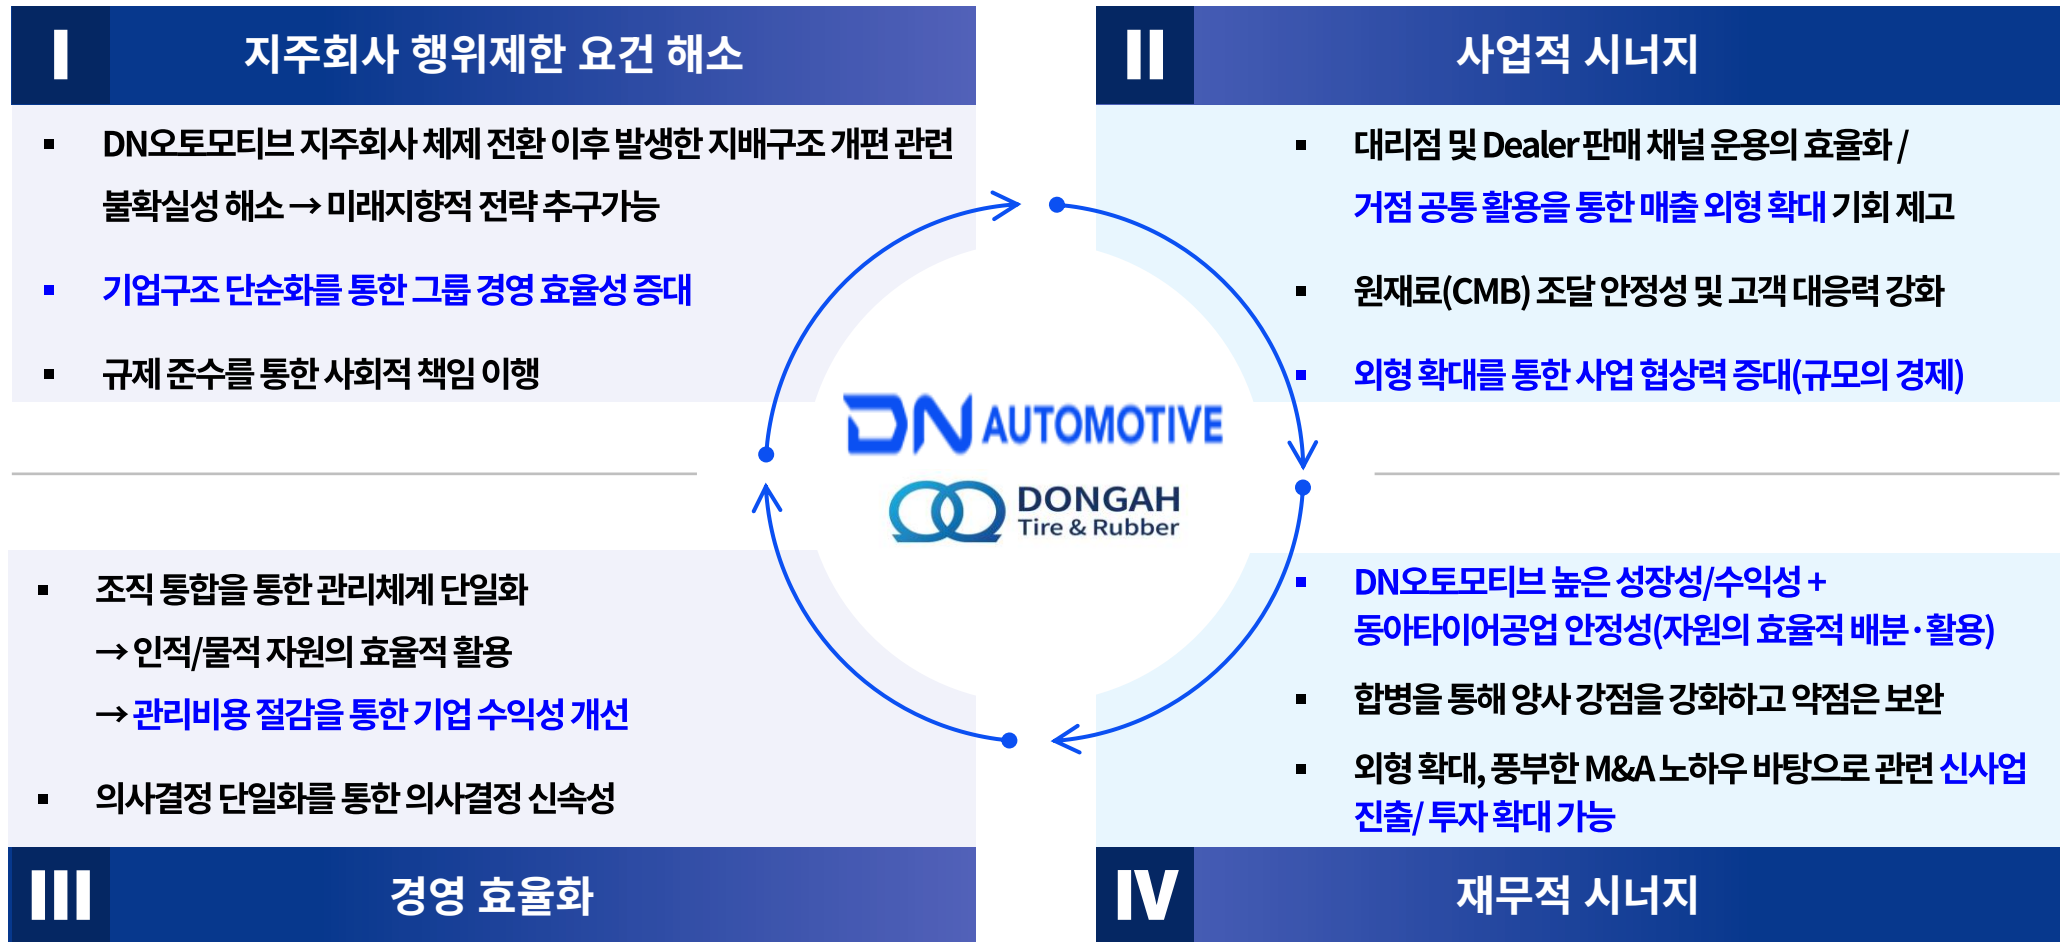 I
지주회사 행위제한 요건 해소
▪ DN오토모티브 지주회사 체제 전환 이후 발생한 지배구조 개편 관련
불확실성 해소 → 미래지향적 전략 추구가능
▪ 기업구조 단순화를 통한 그룹 경영 효율성 증대
▪ 규제 준수를 통한 사회적 책임 이행
II
사업적 시너지
▪ 대리점 및 Dealer 판매 채널 운용의 효율화 /
거점 공통 활용을 통한 매출 외형 확대 기회 제고
▪ 원재료(CMB) 조달 안정성 및 고객 대응력 강화
▪ 외형 확대를 통한 사업 협상력 증대(규모의 경제)
DN AUTOMOTIVE
DONGAH
Tire & Rubber
▪ 조직 통합을 통한 관리체계 단일화
→ 인적/물적 자원의 효율적 활용
→ 관리비용 절감을 통한 기업 수익성 개선
▪ 의사결정 단일화를 통한 의사결정 신속성
III
경영 효율화
▪ DN오토모티브 높은 성장성/수익성 +
동아타이어공업 안정성(자원의 효율적 배분·활용)
▪ 합병을 통해 양사 강점을 강화하고 약점은 보완
▪ 외형 확대, 풍부한 M&A 노하우 바탕으로 관련 신사업
진출/ 투자 확대 가능
IV
재무적 시너지